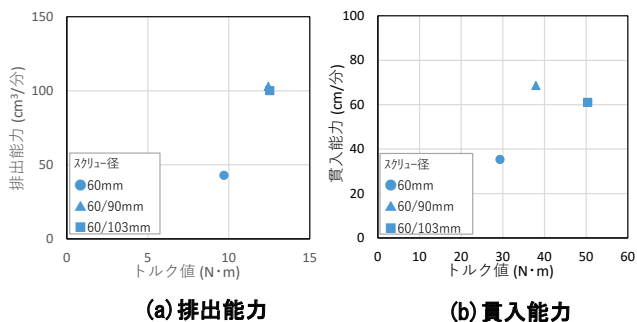 150
100
50
0
0
5
10
15
排出能力 (cm³/分)
トルク値 (N・m)
スクリュー径
60mm
60/90mm
60/103mm
(a) 排出能力
100
80
60
40
20
0
0
10
20
30
40
50
60
貫入能力 (cm/分)
トルク値 (N・m)
スクリュー径
60mm
60/90mm
60/103mm
(b) 貫入能力